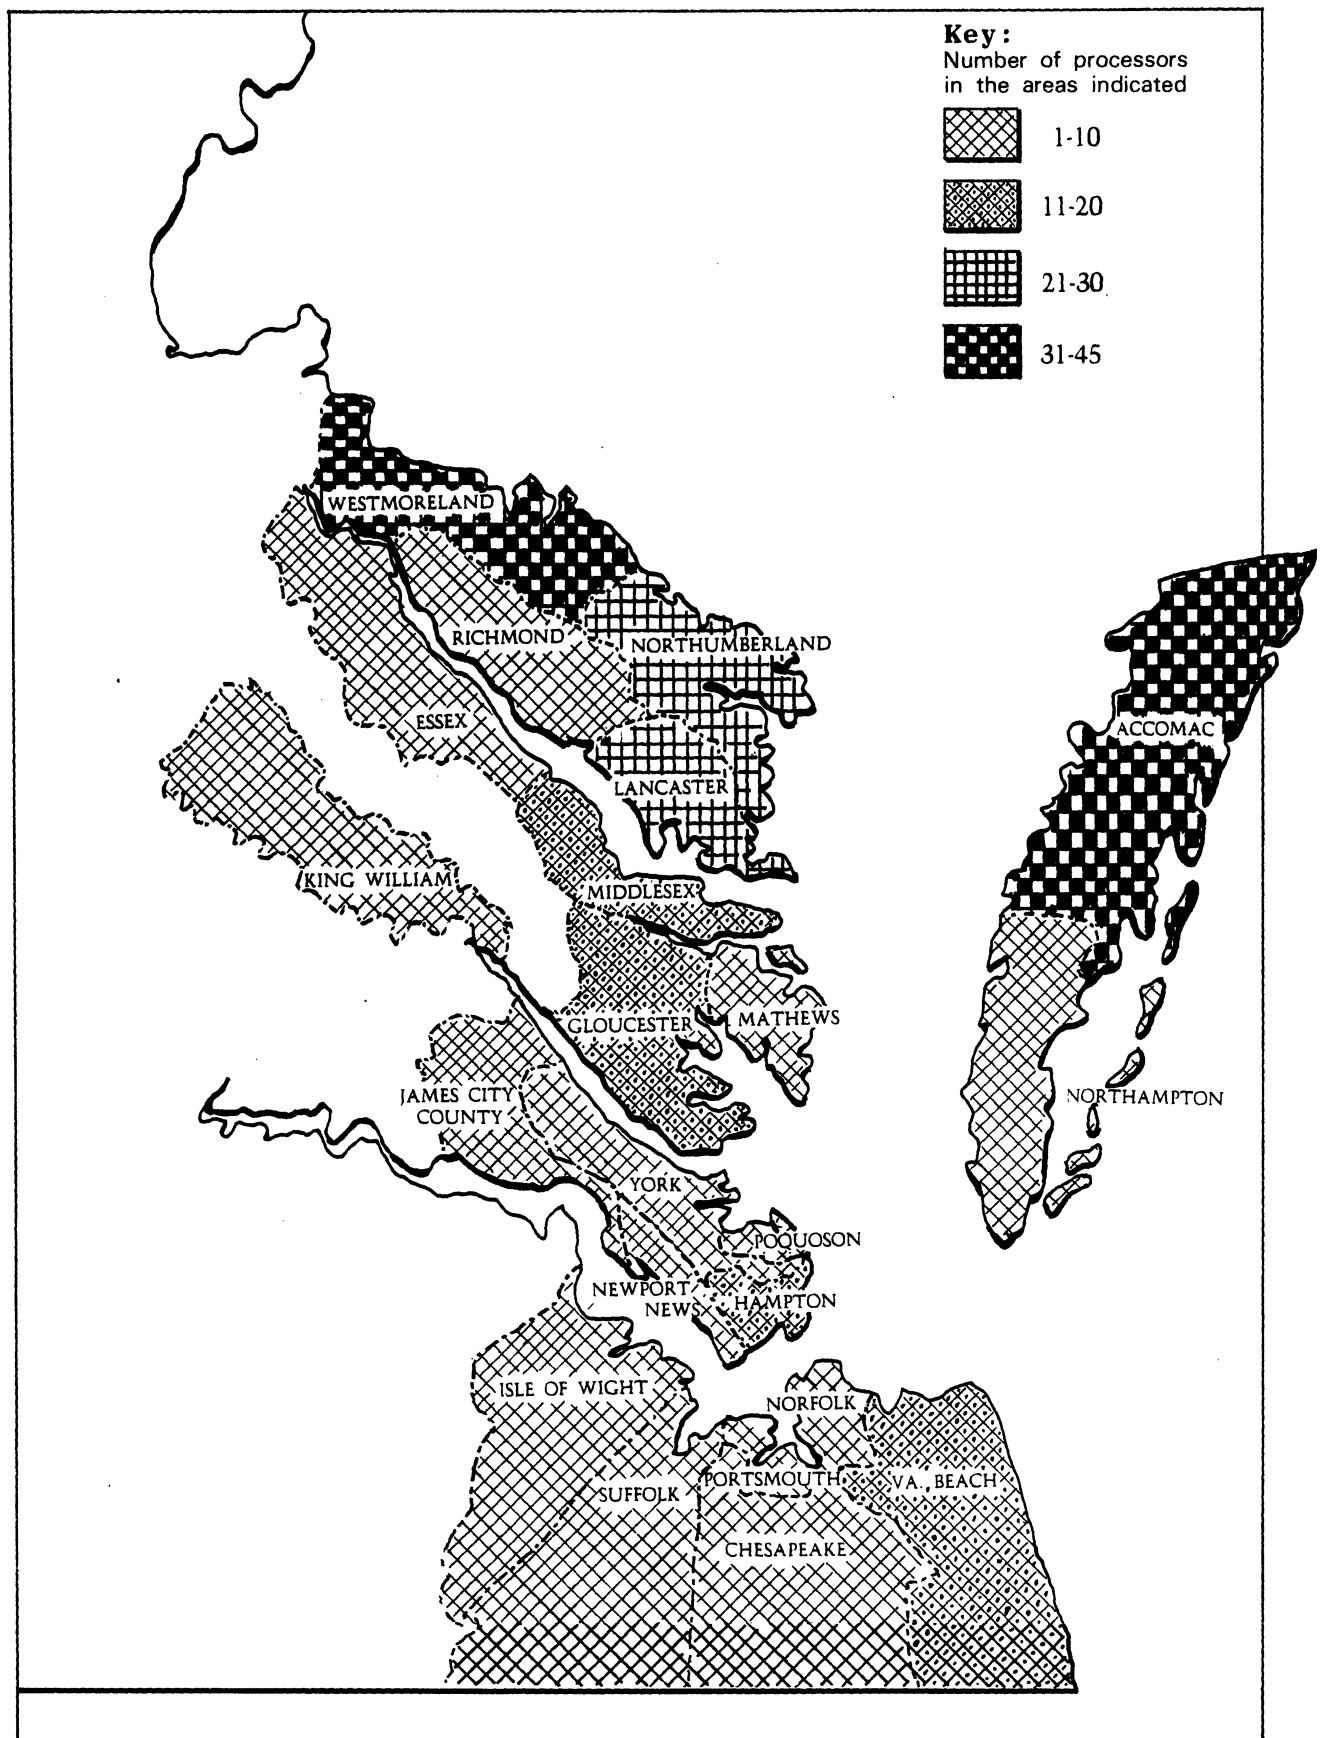 Key:
Number of processors
in the areas indicated
1-10
11-20
21-30
31-45
WESTMORELAND
RICHMOND
NORTHUMBERLAND
ESSEX
ACCOMAC
LANCASTER
KING WILLIAM
MIDDLESEX
GLOUCESTER
MATHEWS
JAMES CITY
COUNTY
NORTHAMPTON
YORK
POQUOSON
NEWPORT
NEWS
HAMPTON
ISLE OF WIGHT
NORFOLK
PORTSMOUTH
VA. BEACH
SUFFOLK
CHESAPEAKE